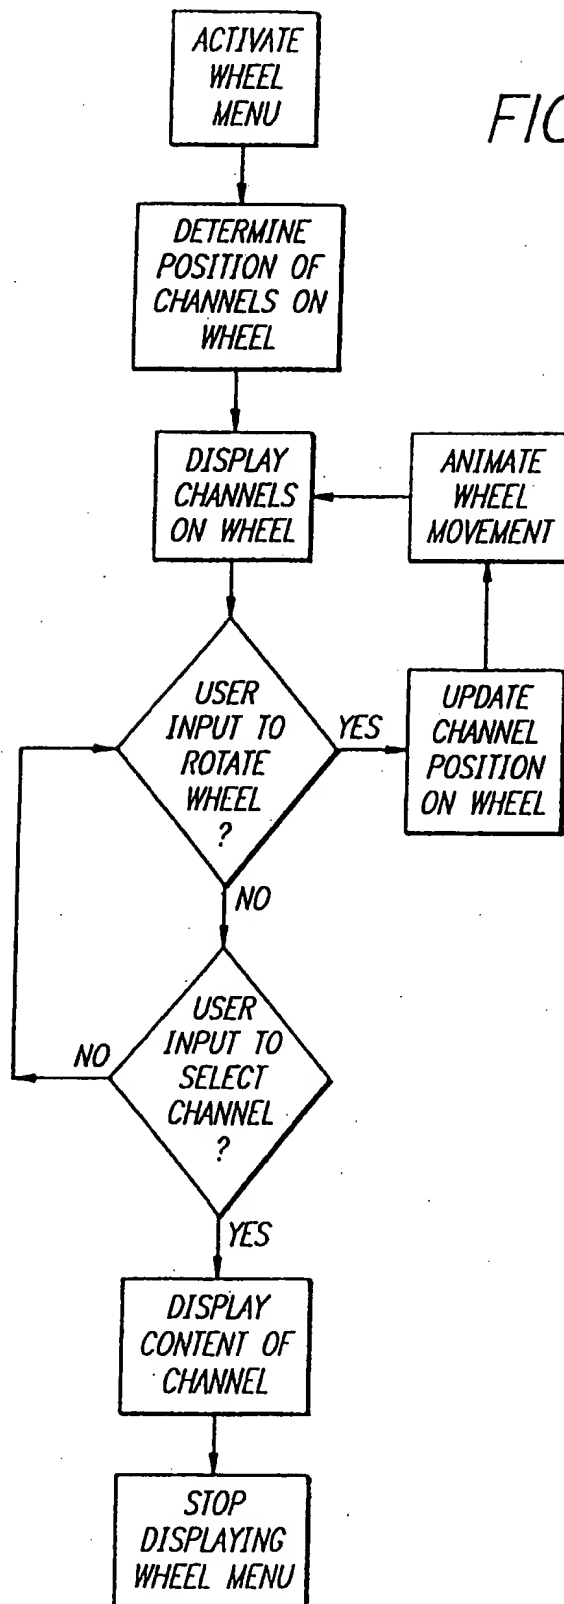 ACTIVATE
WHEEL
MENU
FIG
DETERMINE
POSITION OF
CHANNELS ON
WHEEL
DISPLAY
CHANNELS
ON WHEEL
ANIMATE
WHEEL
MOVEMENT
USER
INPUT TO
ROTATE
WHEEL
?
YES
UPDATE
CHANNEL
POSITION
ON WHEEL
NO
USER
INPUT TO
SELECT
CHANNEL
?
NO
YES
DISPLAY
CONTENT OF
CHANNEL
STOP
DISPLAYING
WHEEL MENU